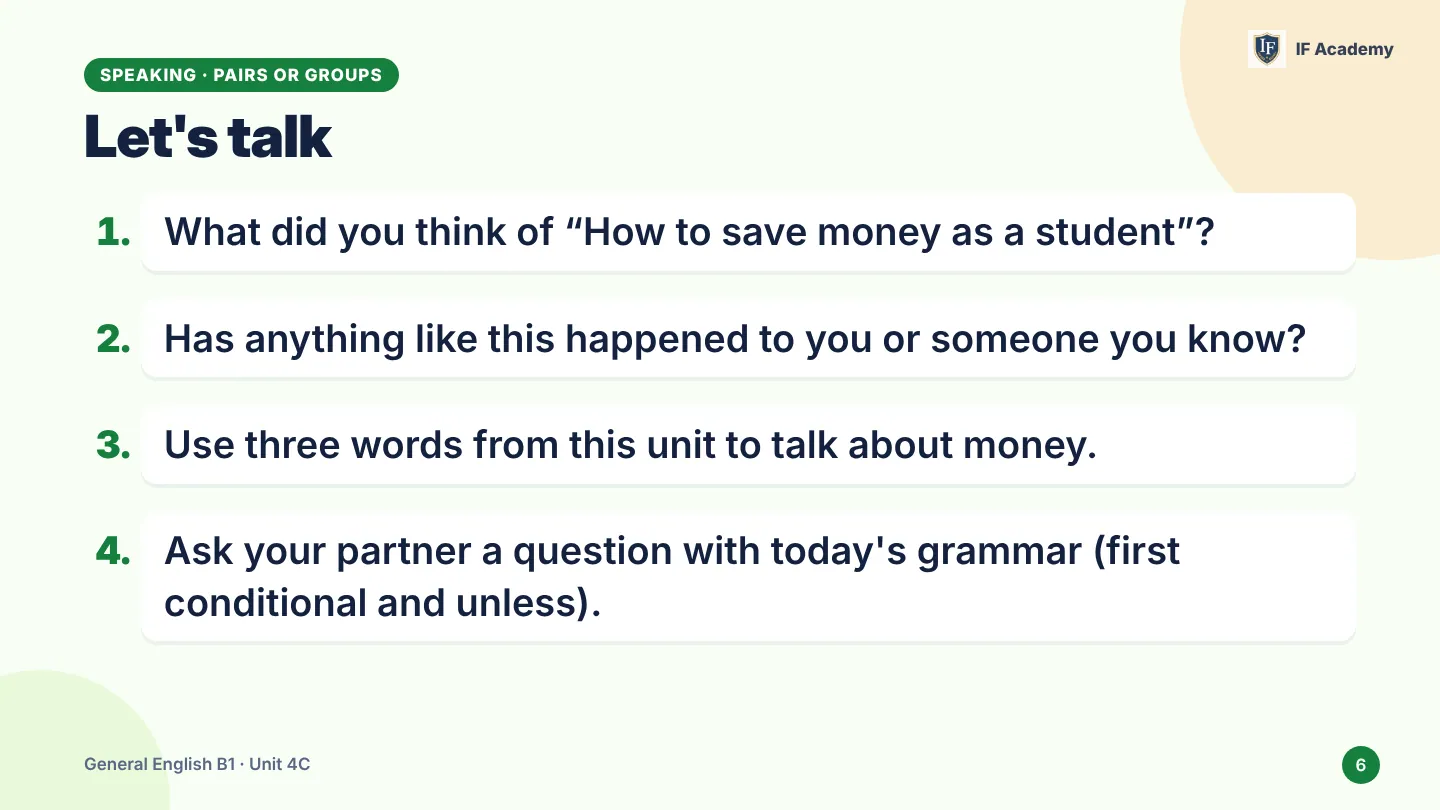 IF
IF Academy
SPEAKING · PAIRS OR GROUPS
Let's talk
1. What did you think of “How to save money as a student”?
2. Has anything like this happened to you or someone you know?
3. Use three words from this unit to talk about money.
4. Ask your partner a question with today's grammar (first
conditional and unless).
General English B1 · Unit 4C
6